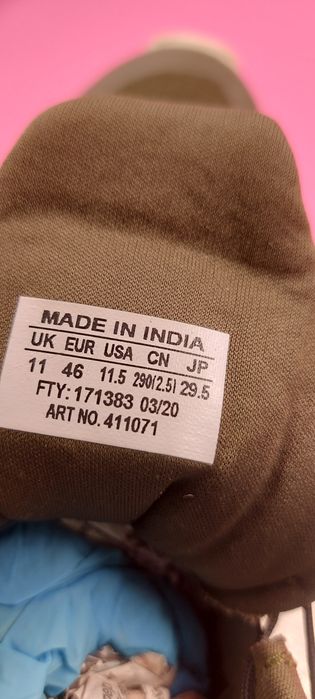 MADE IN INDIA
UK EUR USA CN JP
11 46 11.5 290(2.5) 29.5
FTY: 171383 03/20
ART NO. 411071